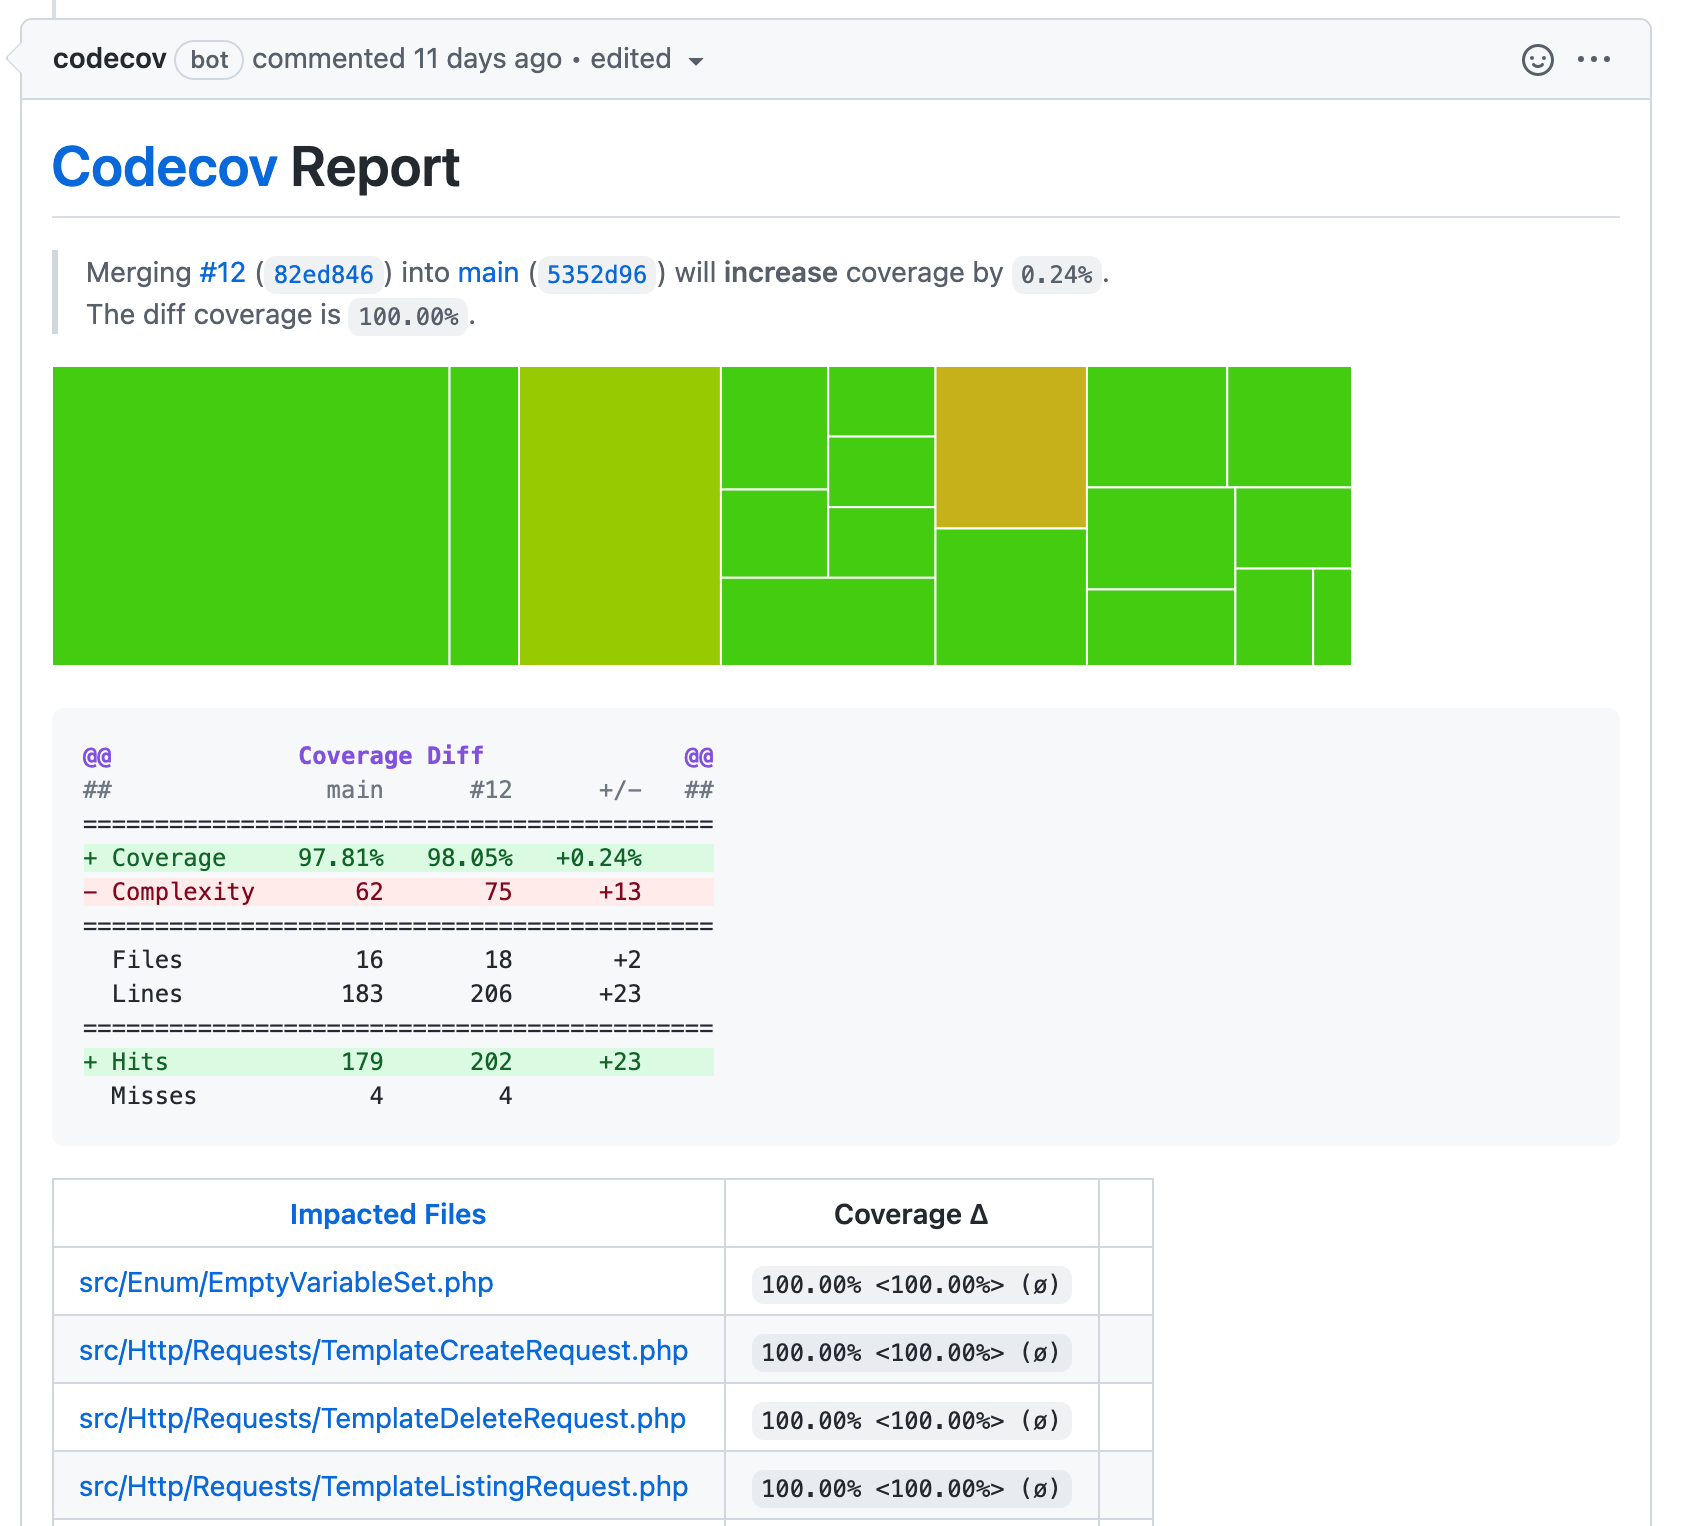 codecov bot commented 11 days ago • edited
Codecov Report
Merging #12 (82ed846) into main (5352d96) will increase coverage by 0.24%.
The diff coverage is 100.00%.
@@ Coverage Diff @@
## main #12 +/- ##
============================================
+ Coverage 97.81% 98.05% +0.24%
- Complexity 62 75 +13
============================================
Files 16 18 +2
Lines 183 206 +23
============================================
+ Hits 179 202 +23
Misses 4 4
Impacted Files Coverage Δ
src/Enum/EmptyVariableSet.php 100.00% <100.00%> (ø)
src/Http/Requests/TemplateCreateRequest.php 100.00% <100.00%> (ø)
src/Http/Requests/TemplateDeleteRequest.php 100.00% <100.00%> (ø)
src/Http/Requests/TemplateListingRequest.php 100.00% <100.00%> (ø)